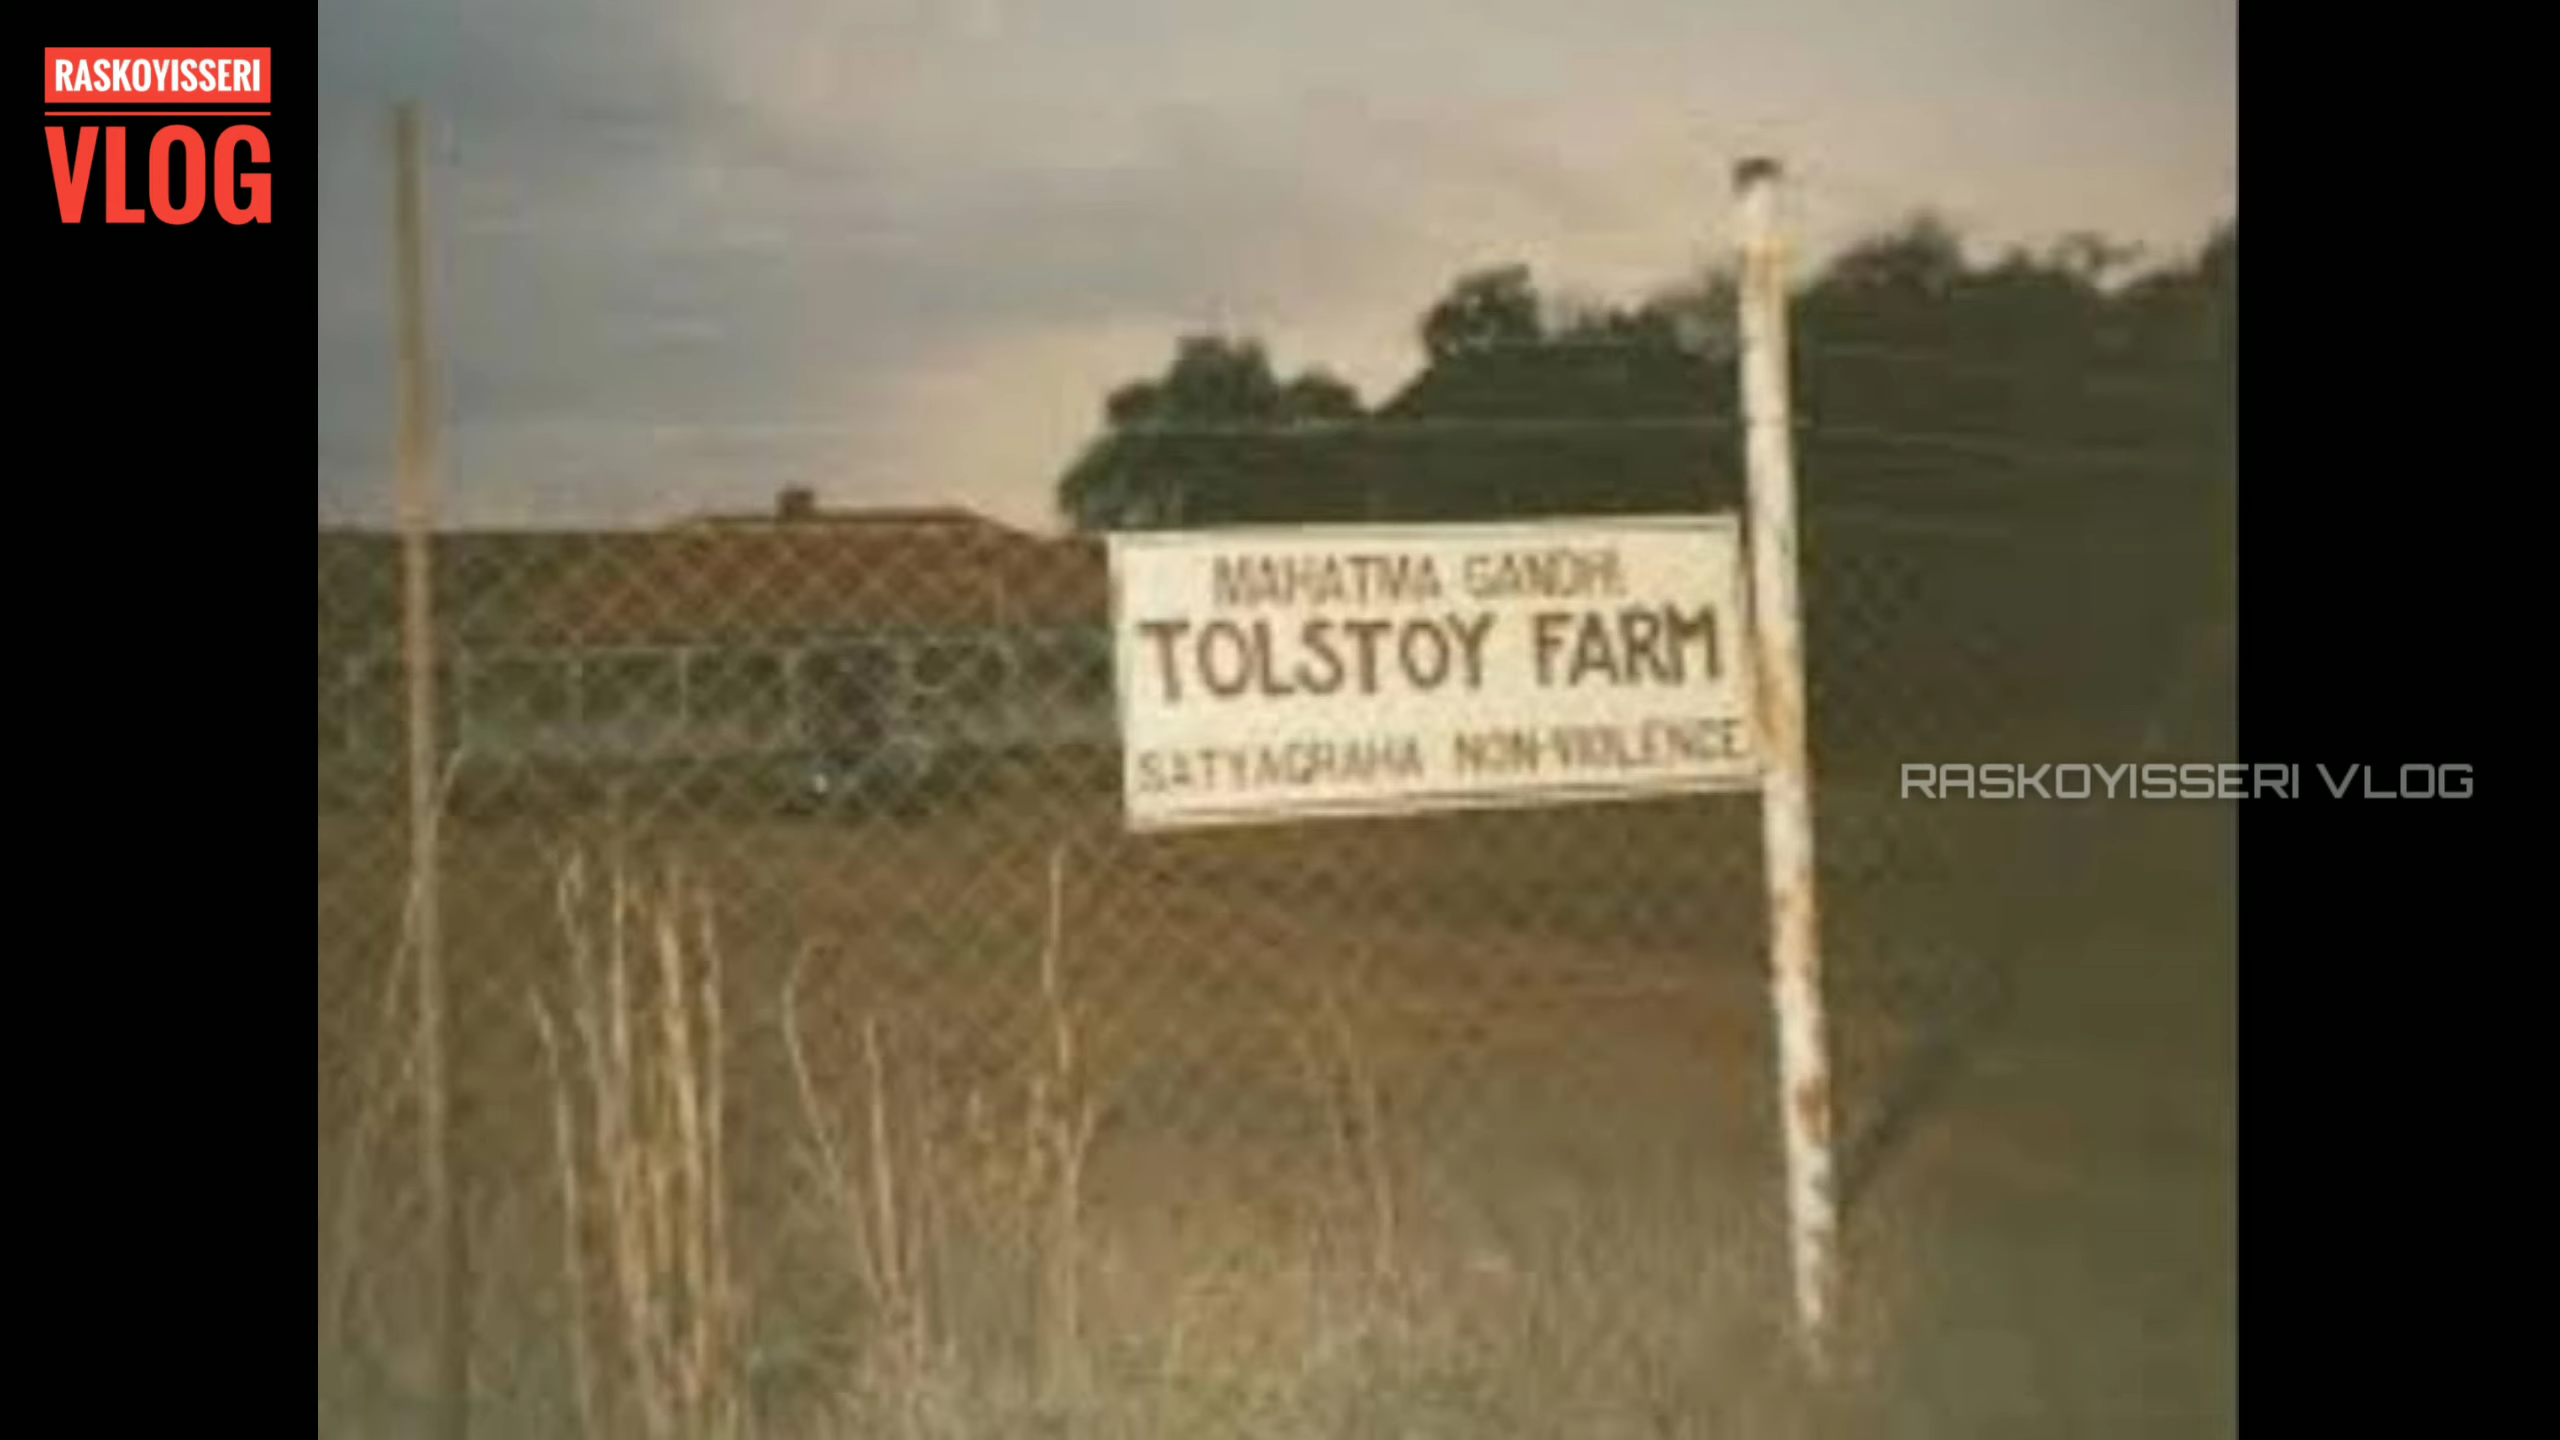 RASKOYISSERI
VLOG
MAHATMA GANDHI
TOLSTOY FARM
SATYAGRAHA NON-VIOLENCE
RASKOYISSERI VLOG